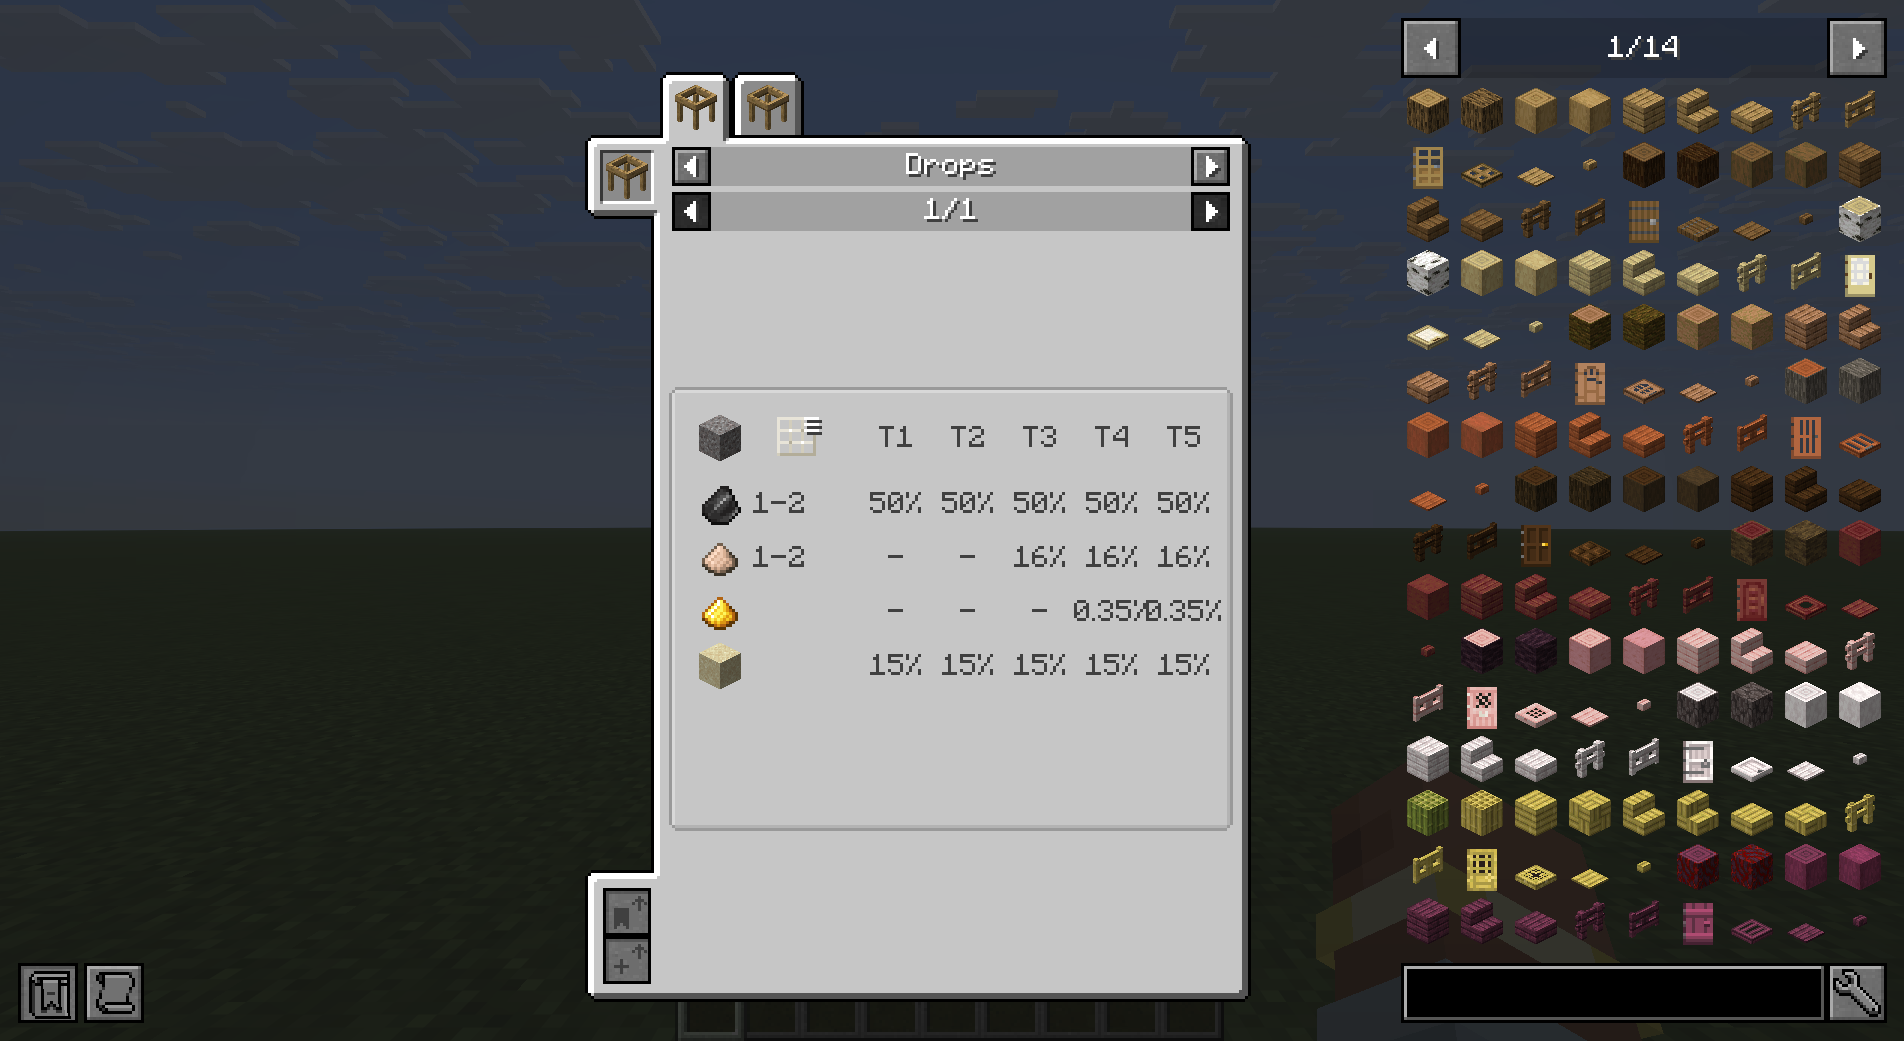 1/14
Drops
1/1
T1 T2 T3 T4 T5
1-2 50% 50% 50% 50% 50%
1-2 - - 16% 16% 16%
- - - 0.35% 0.35%
15% 15% 15% 15% 15%